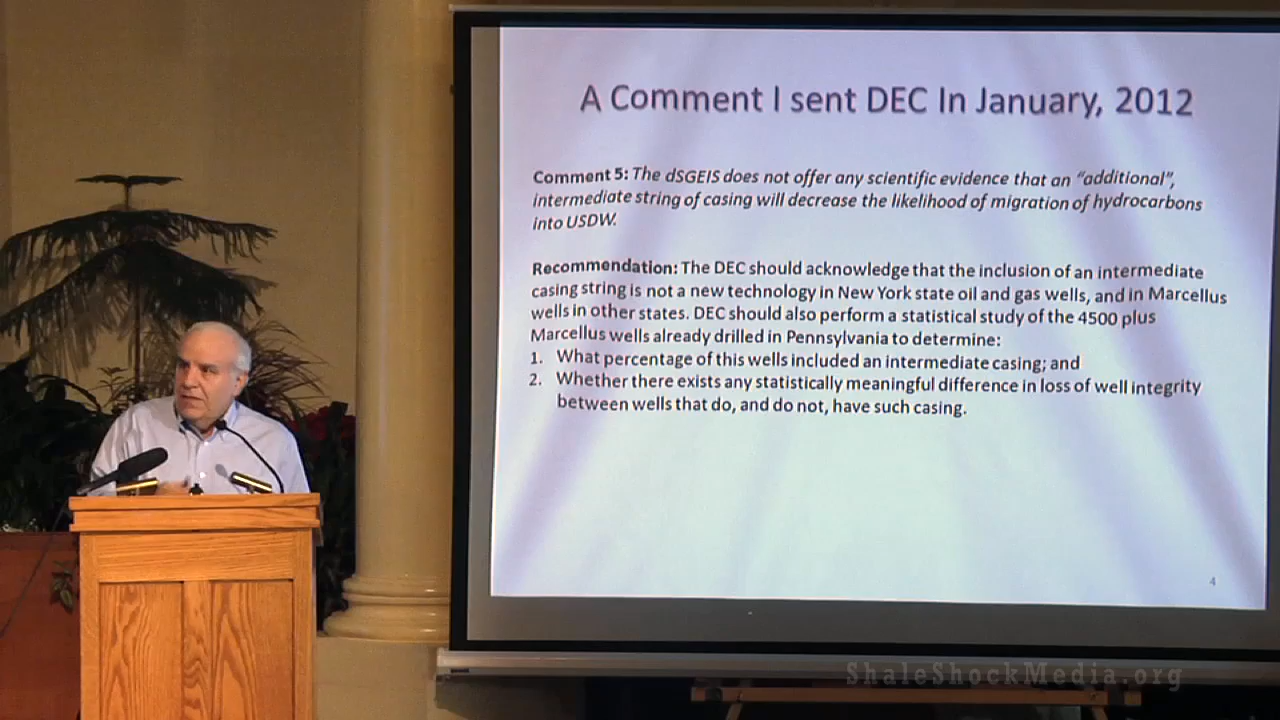 A Comment I sent DEC In January, 2012
Comment 5: The dSGEIS does not offer any scientific evidence that an “additional”,
intermediate string of casing will decrease the likelihood of migration of hydrocarbons
into USDW.
Recommendation: The DEC should acknowledge that the inclusion of an intermediate
casing string is not a new technology in New York state oil and gas wells, and in Marcellus
wells in other states. DEC should also perform a statistical study of the 4500 plus
Marcellus wells already drilled in Pennsylvania to determine:
1. What percentage of this wells included an intermediate casing; and
2. Whether there exists any statistically meaningful difference in loss of well integrity
between wells that do, and do not, have such casing.
4
ShaleShockMedia.org